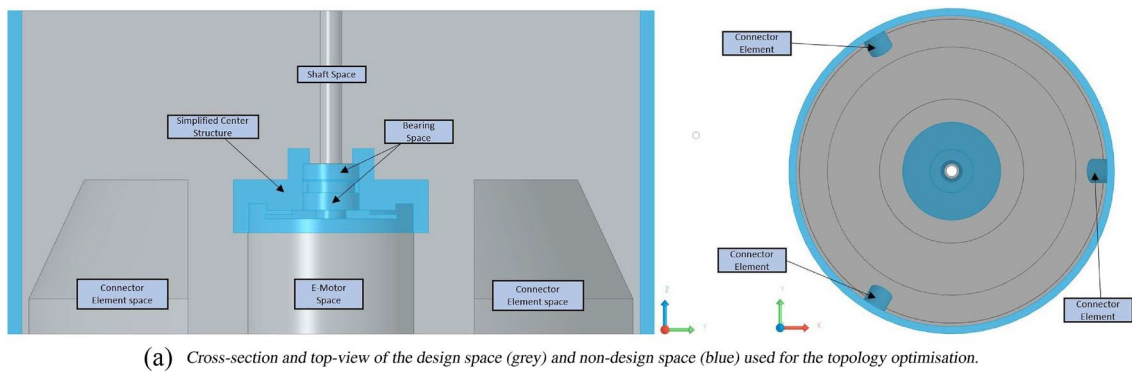 Shaft Space
Simplified Center
Structure
Bearing
Space
Connector
Element space
E-Motor
Space
Connector
Element space
Z
Y
Connector
Element
Connector
Element
Connector
Element
Y
X
(a) Cross-section and top-view of the design space (grey) and non-design space (blue) used for the topology optimisation.